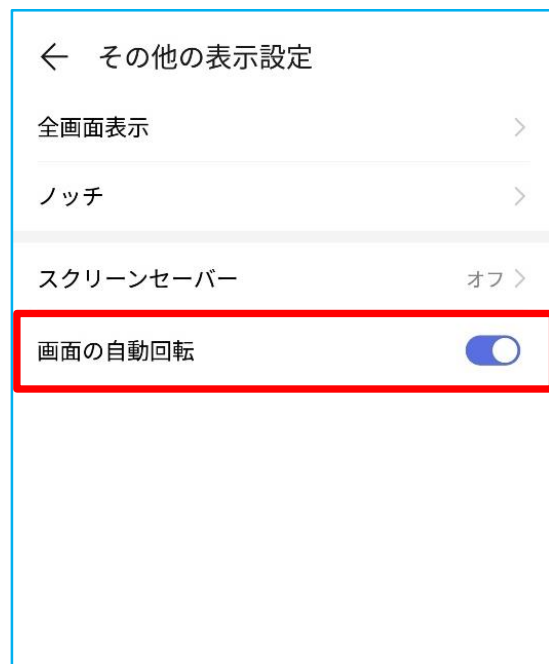 その他の表示設定
全画面表示
ノッチ
スクリーンセーバー オフ
画面の自動回転